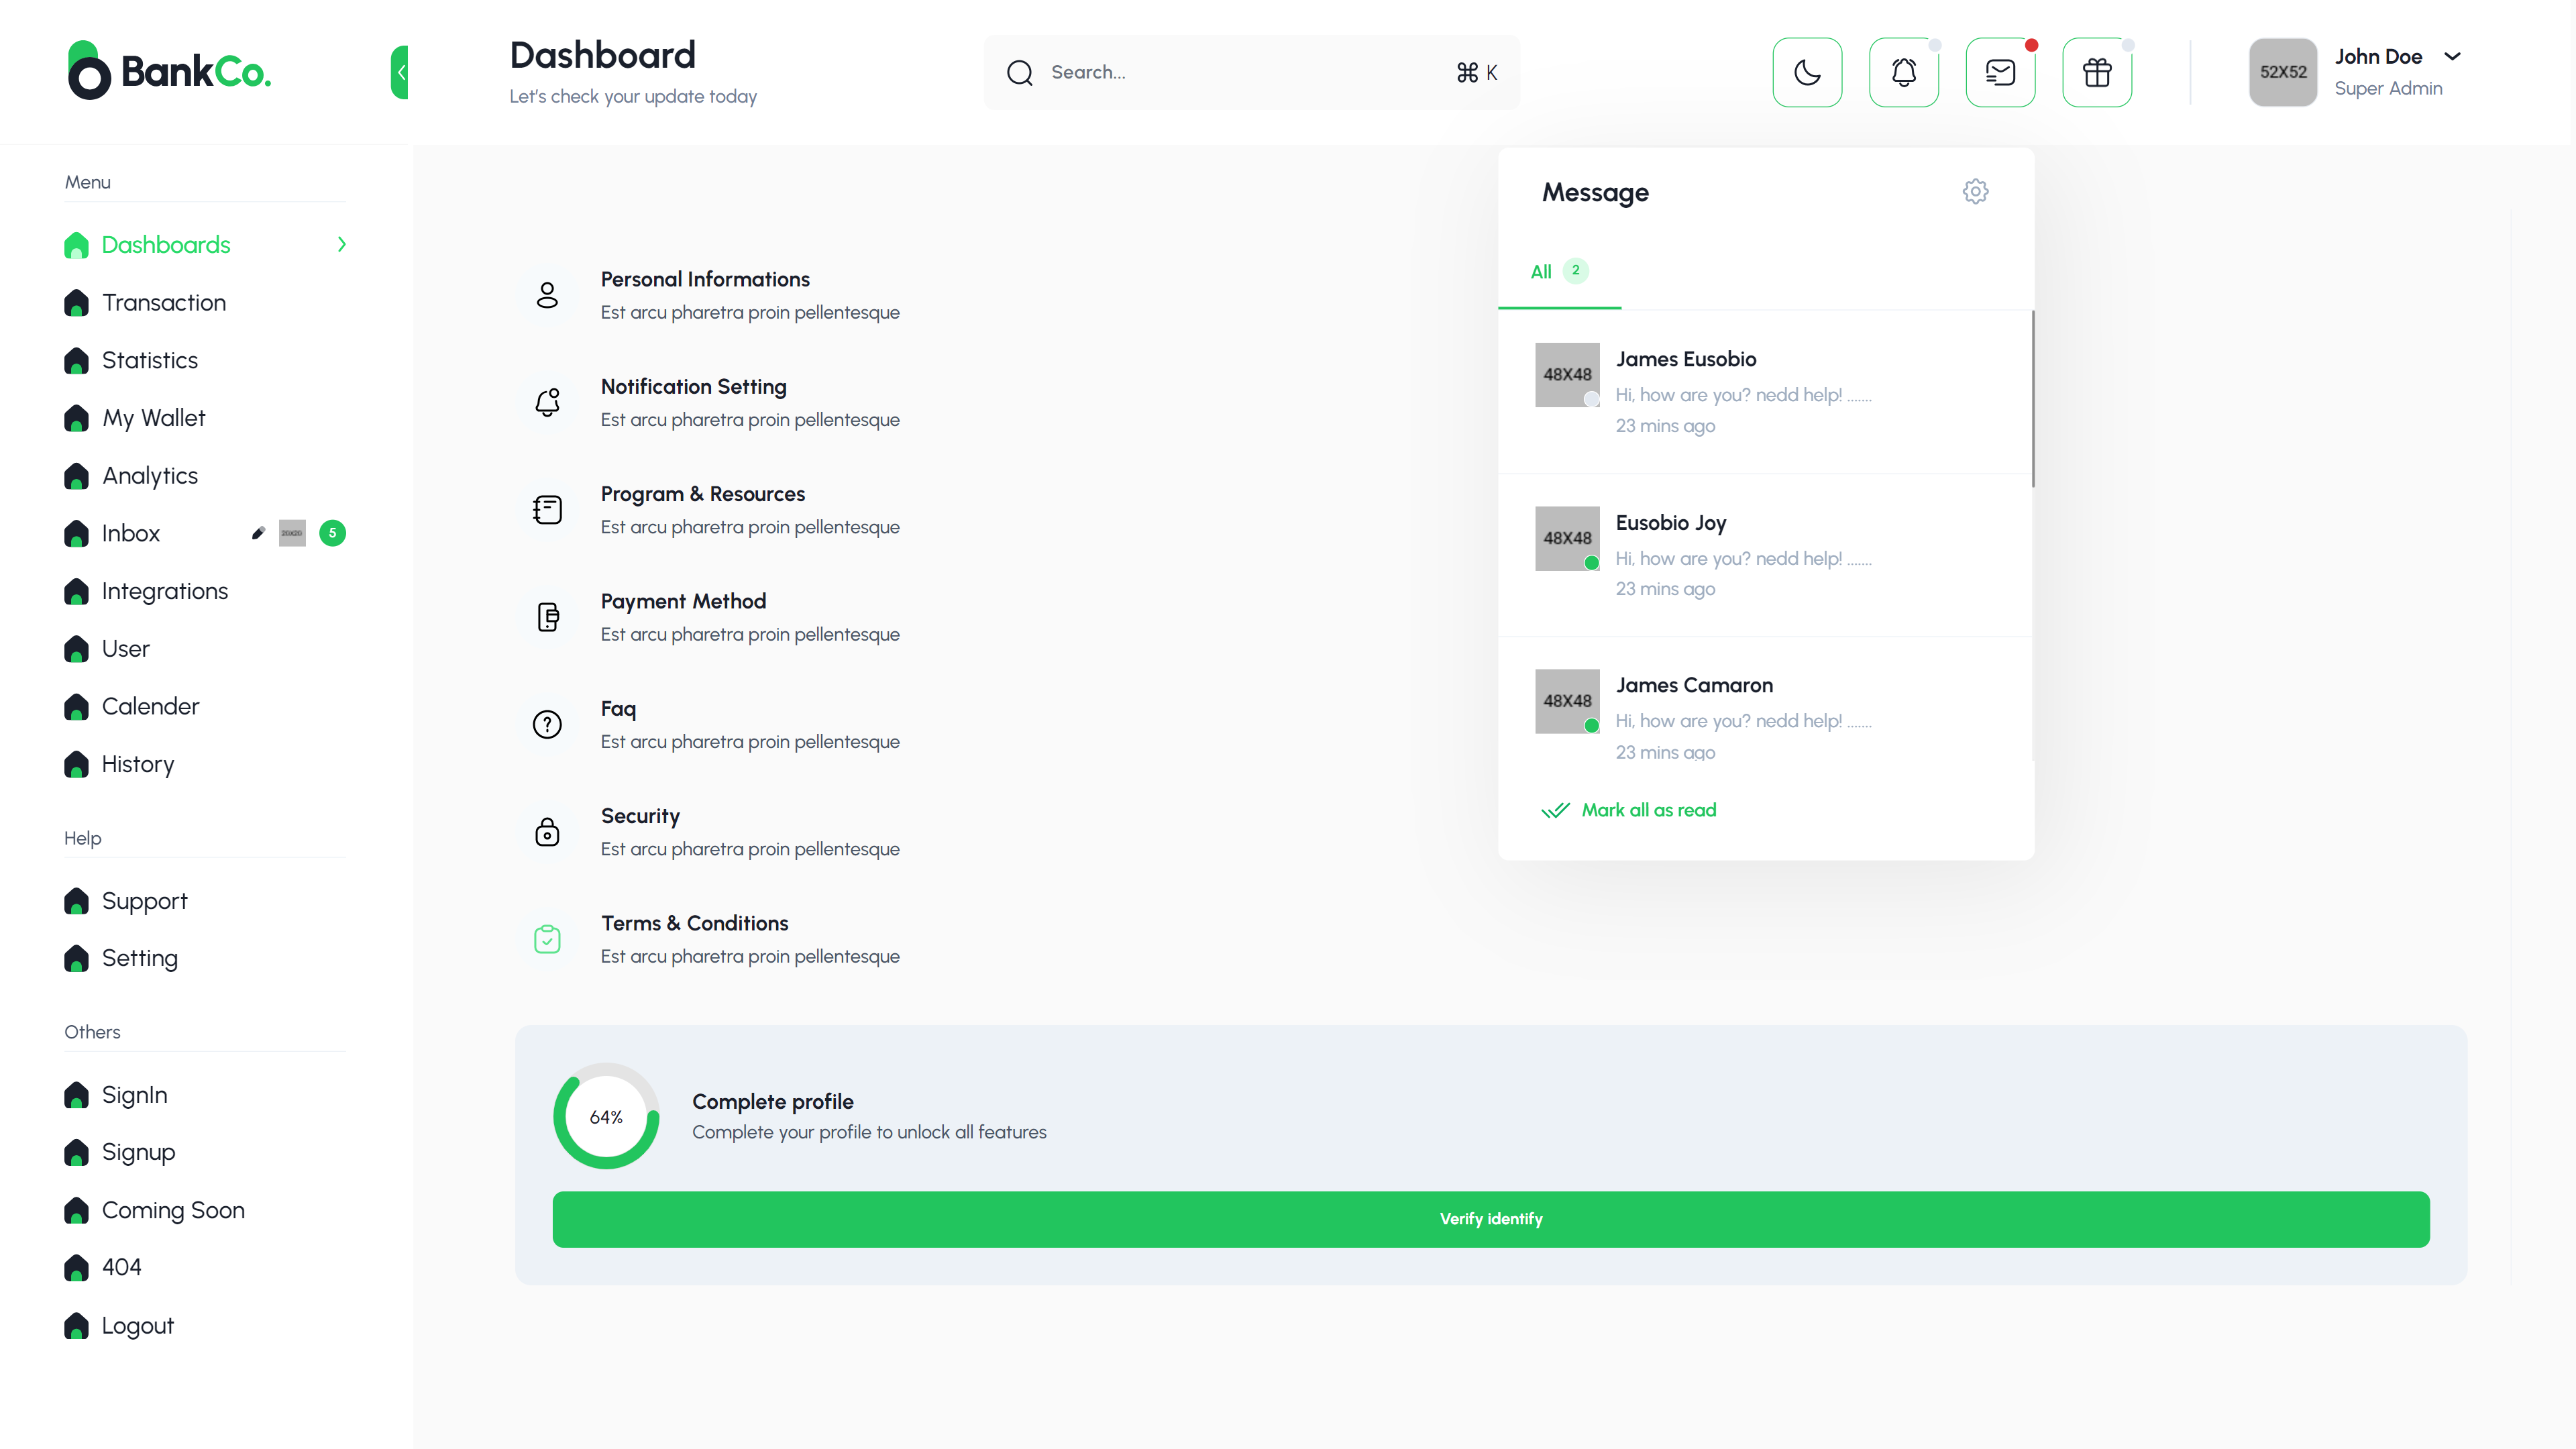 BankCo.
Dashboard
Let's check your update today
Search...
⌘ K
52X52
John Doe
Super Admin
Menu
Dashboards
Transaction
Statistics
My Wallet
Analytics
Inbox
5
Integrations
User
Calender
History
Help
Support
Setting
Others
SignIn
Signup
Coming Soon
404
Logout
Personal Informations
Est arcu pharetra proin pellentesque
Notification Setting
Est arcu pharetra proin pellentesque
Program & Resources
Est arcu pharetra proin pellentesque
Payment Method
Est arcu pharetra proin pellentesque
Faq
Est arcu pharetra proin pellentesque
Security
Est arcu pharetra proin pellentesque
Terms & Conditions
Est arcu pharetra proin pellentesque
Message
All 2
48X48
James Eusobio
Hi, how are you? nedd help! .......
23 mins ago
48X48
Eusobio Joy
Hi, how are you? nedd help! .......
23 mins ago
48X48
James Camaron
Hi, how are you? nedd help! .......
23 mins ago
Mark all as read
64%
Complete profile
Complete your profile to unlock all features
Verify identify